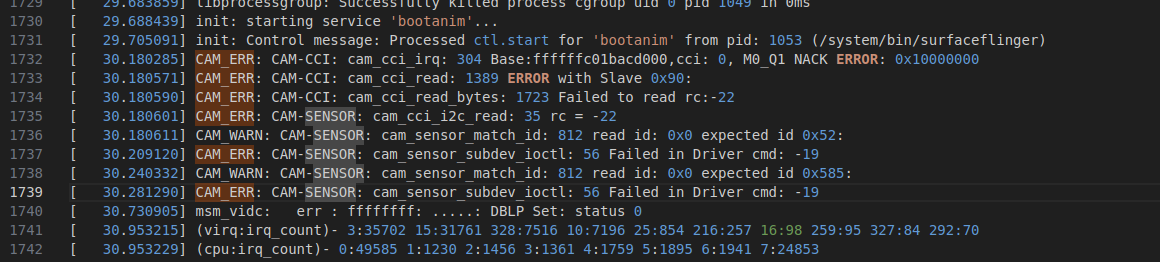 1729 [ 29.683859] libprocessgroup: Successfully killed process cgroup uid 0 pid 1049 in 0ms
1730 [ 29.688439] init: starting service 'bootanim'...
1731 [ 29.705091] init: Control message: Processed ctl.start for 'bootanim' from pid: 1053 (/system/bin/surfaceflinger)
1732 [ 30.180285] CAM_ERR: CAM-CCI: cam_cci_irq: 304 Base:ffffffc01bacd000,cci: 0, M0_Q1 NACK ERROR: 0x10000000
1733 [ 30.180571] CAM_ERR: CAM-CCI: cam_cci_read: 1389 ERROR with Slave 0x90:
1734 [ 30.180590] CAM_ERR: CAM-CCI: cam_cci_read_bytes: 1723 Failed to read rc:-22
1735 [ 30.180601] CAM_ERR: CAM-SENSOR: cam_cci_i2c_read: 35 rc = -22
1736 [ 30.180611] CAM_WARN: CAM-SENSOR: cam_sensor_match_id: 812 read id: 0x0 expected id 0x52:
1737 [ 30.209120] CAM_ERR: CAM-SENSOR: cam_sensor_subdev_ioctl: 56 Failed in Driver cmd: -19
1738 [ 30.240332] CAM_WARN: CAM-SENSOR: cam_sensor_match_id: 812 read id: 0x0 expected id 0x585:
1739 [ 30.281290] CAM_ERR: CAM-SENSOR: cam_sensor_subdev_ioctl: 56 Failed in Driver cmd: -19
1740 [ 30.730905] msm_vidc: err : ffffffff: .....: DBLP Set: status 0
1741 [ 30.953215] (virq:irq_count)- 3:35702 15:31761 328:7516 10:7196 25:854 216:257 16:98 259:95 327:84 292:70
1742 [ 30.953229] (cpu:irq_count)- 0:49585 1:1230 2:1456 3:1361 4:1759 5:1895 6:1941 7:24853